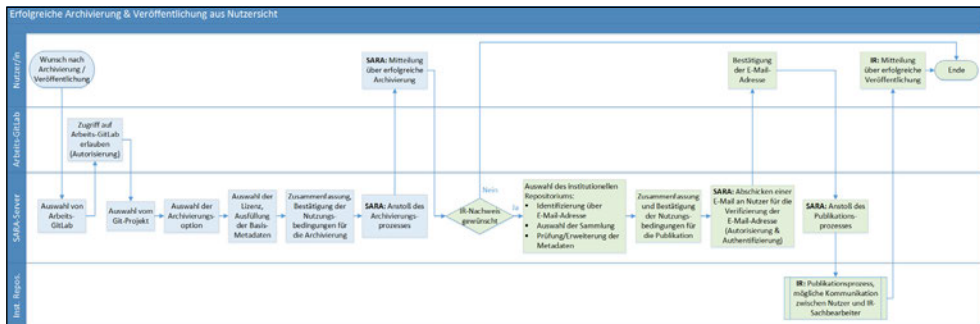 Erfolgreiche Archivierung & Veröffentlichung aus Nutzersicht
Nutzer/in
Wunsch nach
Archivierung /
Veröffentlichung
SARA: Mitteilung
über erfolgreiche
Archivierung
Bestätigung
der E-Mail-
Adresse
IR: Mitteilung
über erfolgreiche
Veröffentlichung
Ende
Arbeits-GitLab
Zugriff auf
Arbeits-GitLab
erlauben
(Autorisierung)
SARA-Server
Auswahl von
Arbeits-
GitLab
Auswahl vom
Git-Projekt
Auswahl der
Archivierungs-
option
Auswahl der
Lizenz,
Ausfüllung
der Basis-
Metadaten
Zusammenfassung,
Bestätigung der
Nutzungs-
bedingungen für
die Archivierung
SARA: Anstoß des
Archivierungs-
prozesses
IR-Nachweis
gewünscht
Nein
Ja
Auswahl des institutionellen
Repositoriums:
▪ Identifizierung über
E-Mail-Adresse
▪ Auswahl der Sammlung
▪ Prüfung/Erweiterung der
Metadaten
Zusammenfassung
und Bestätigung
der Nutzungs-
bedingungen für
die Publikation
SARA: Abschicken einer
E-Mail an Nutzer für die
Verifizierung der
E-Mail-Adresse
(Autorisierung &
Authentifizierung)
SARA: Anstoß des
Publikations-
prozesses
Inst. Repos.
IR: Publikationsprozess,
mögliche Kommunikation
zwischen Nutzer und IR-
Sachbearbeiter